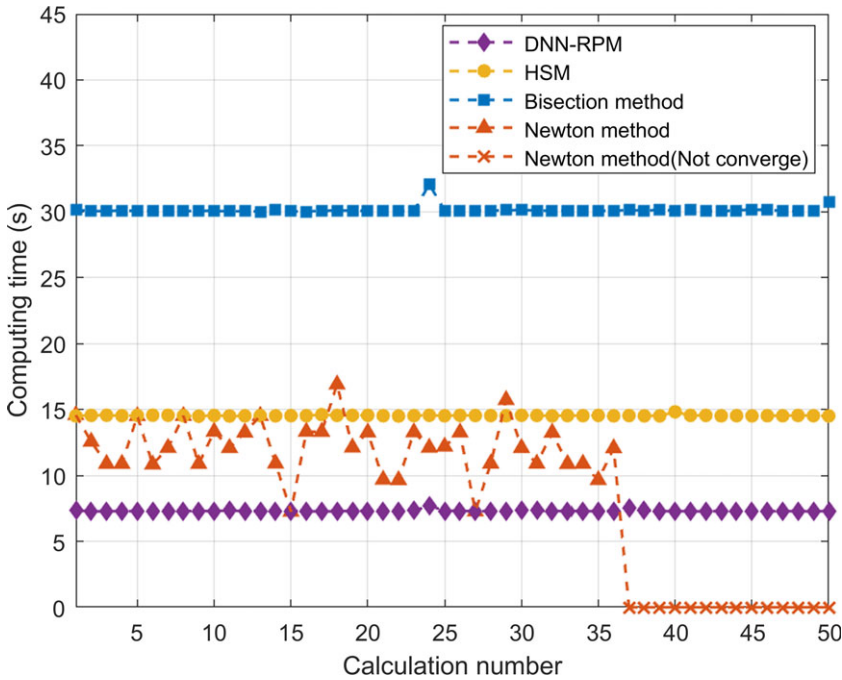 45
40
35
30
25
20
15
10
5
0
Computing time (s)
DNN-RPM
HSM
Bisection method
Newton method
Newton method(Not converge)
5 10 15 20 25 30 35 40 45 50
Calculation number